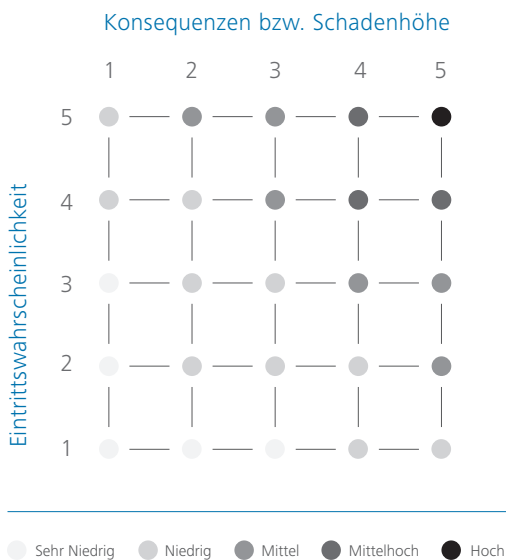 Konsequenzen bzw. Schadenhöhe
1 2 3 4 5
5
4
3
2
1
Eintrittswahrscheinlichkeit
Sehr Niedrig Niedrig Mittel Mittelhoch Hoch